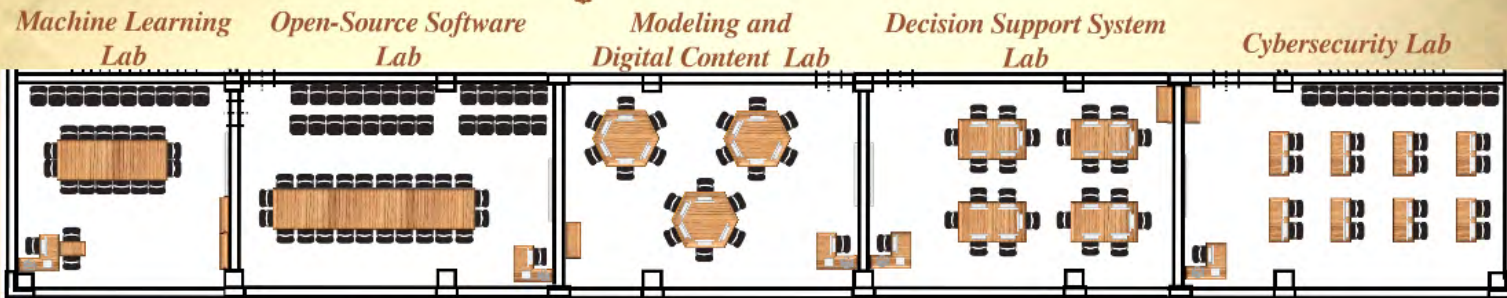 Machine Learning
Lab
Open-Source Software
Lab
Modeling and
Digital Content Lab
Decision Support System
Lab
Cybersecurity Lab